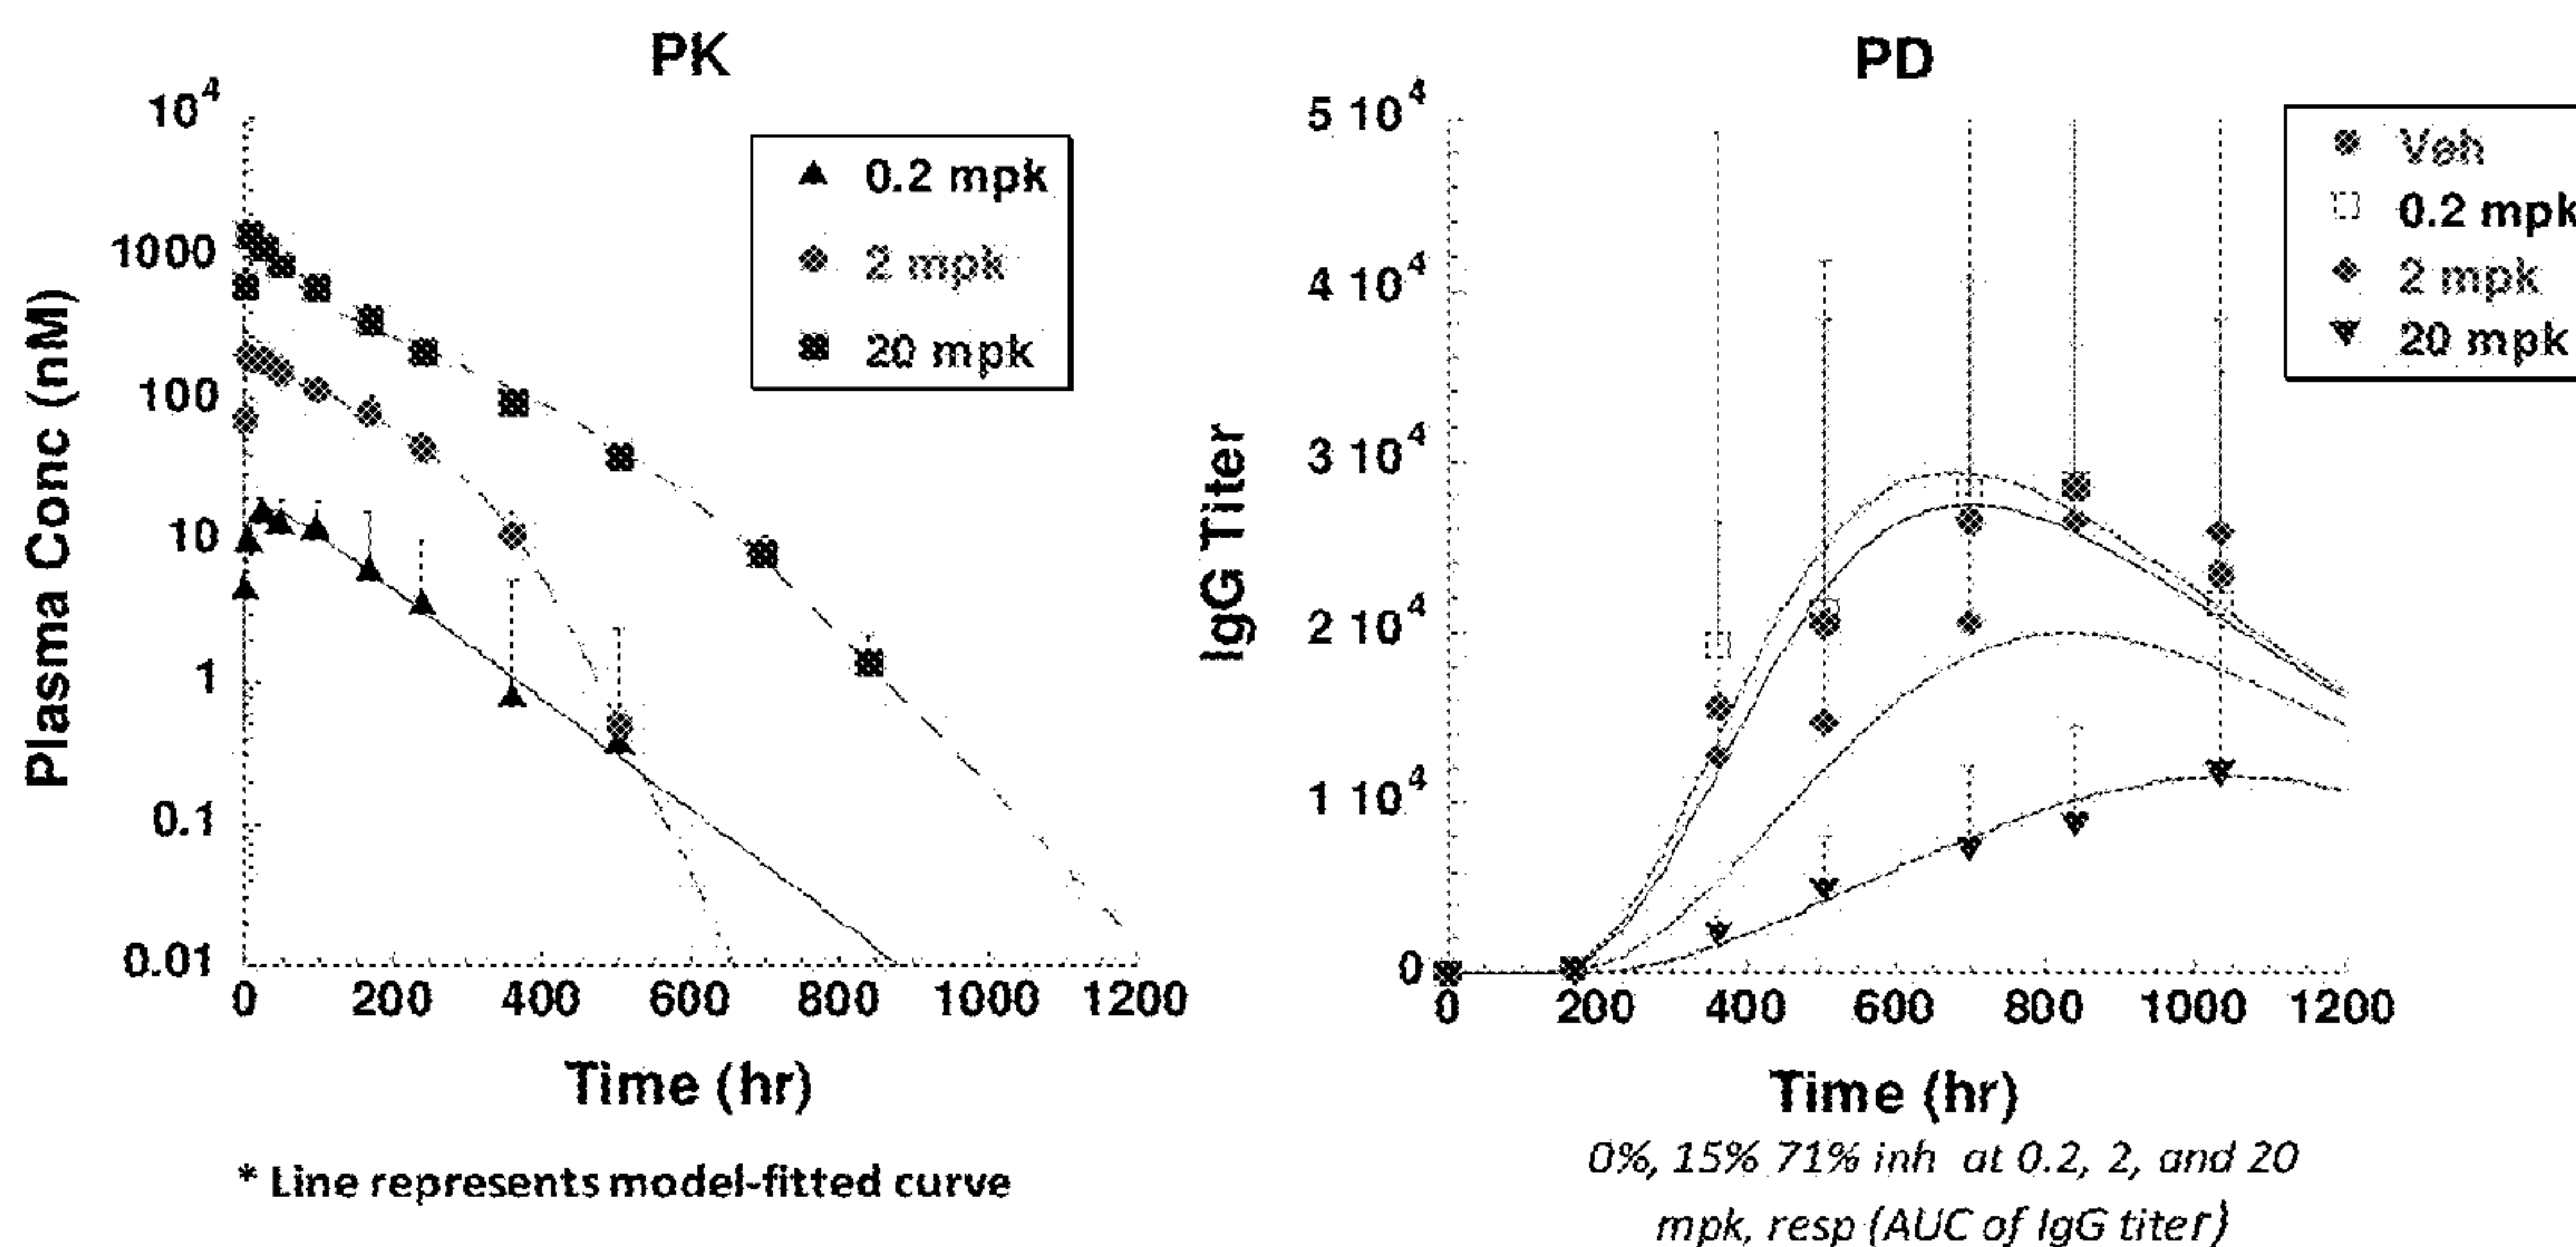 PK
10^4
1000
100
10
1
0.1
0.01
Plasma Conc (nM)
0.2 mpk
2 mpk
20 mpk
0 200 400 600 800 1000 1200
Time (hr)
* Line represents model-fitted curve
PD
5 10^4
4 10^4
3 10^4
2 10^4
1 10^4
0
IgG Titer
Veh
0.2 mpk
2 mpk
20 mpk
0 200 400 600 800 1000 1200
Time (hr)
0%, 15% 71% inh at 0.2, 2, and 20
mpk, resp (AUC of IgG titer)